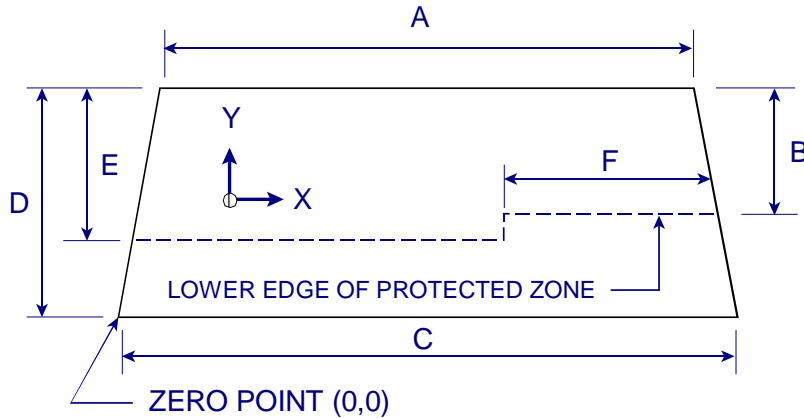 A
Y
E
B
F
D
X
LOWER EDGE OF PROTECTED ZONE
C
ZERO POINT (0,0)